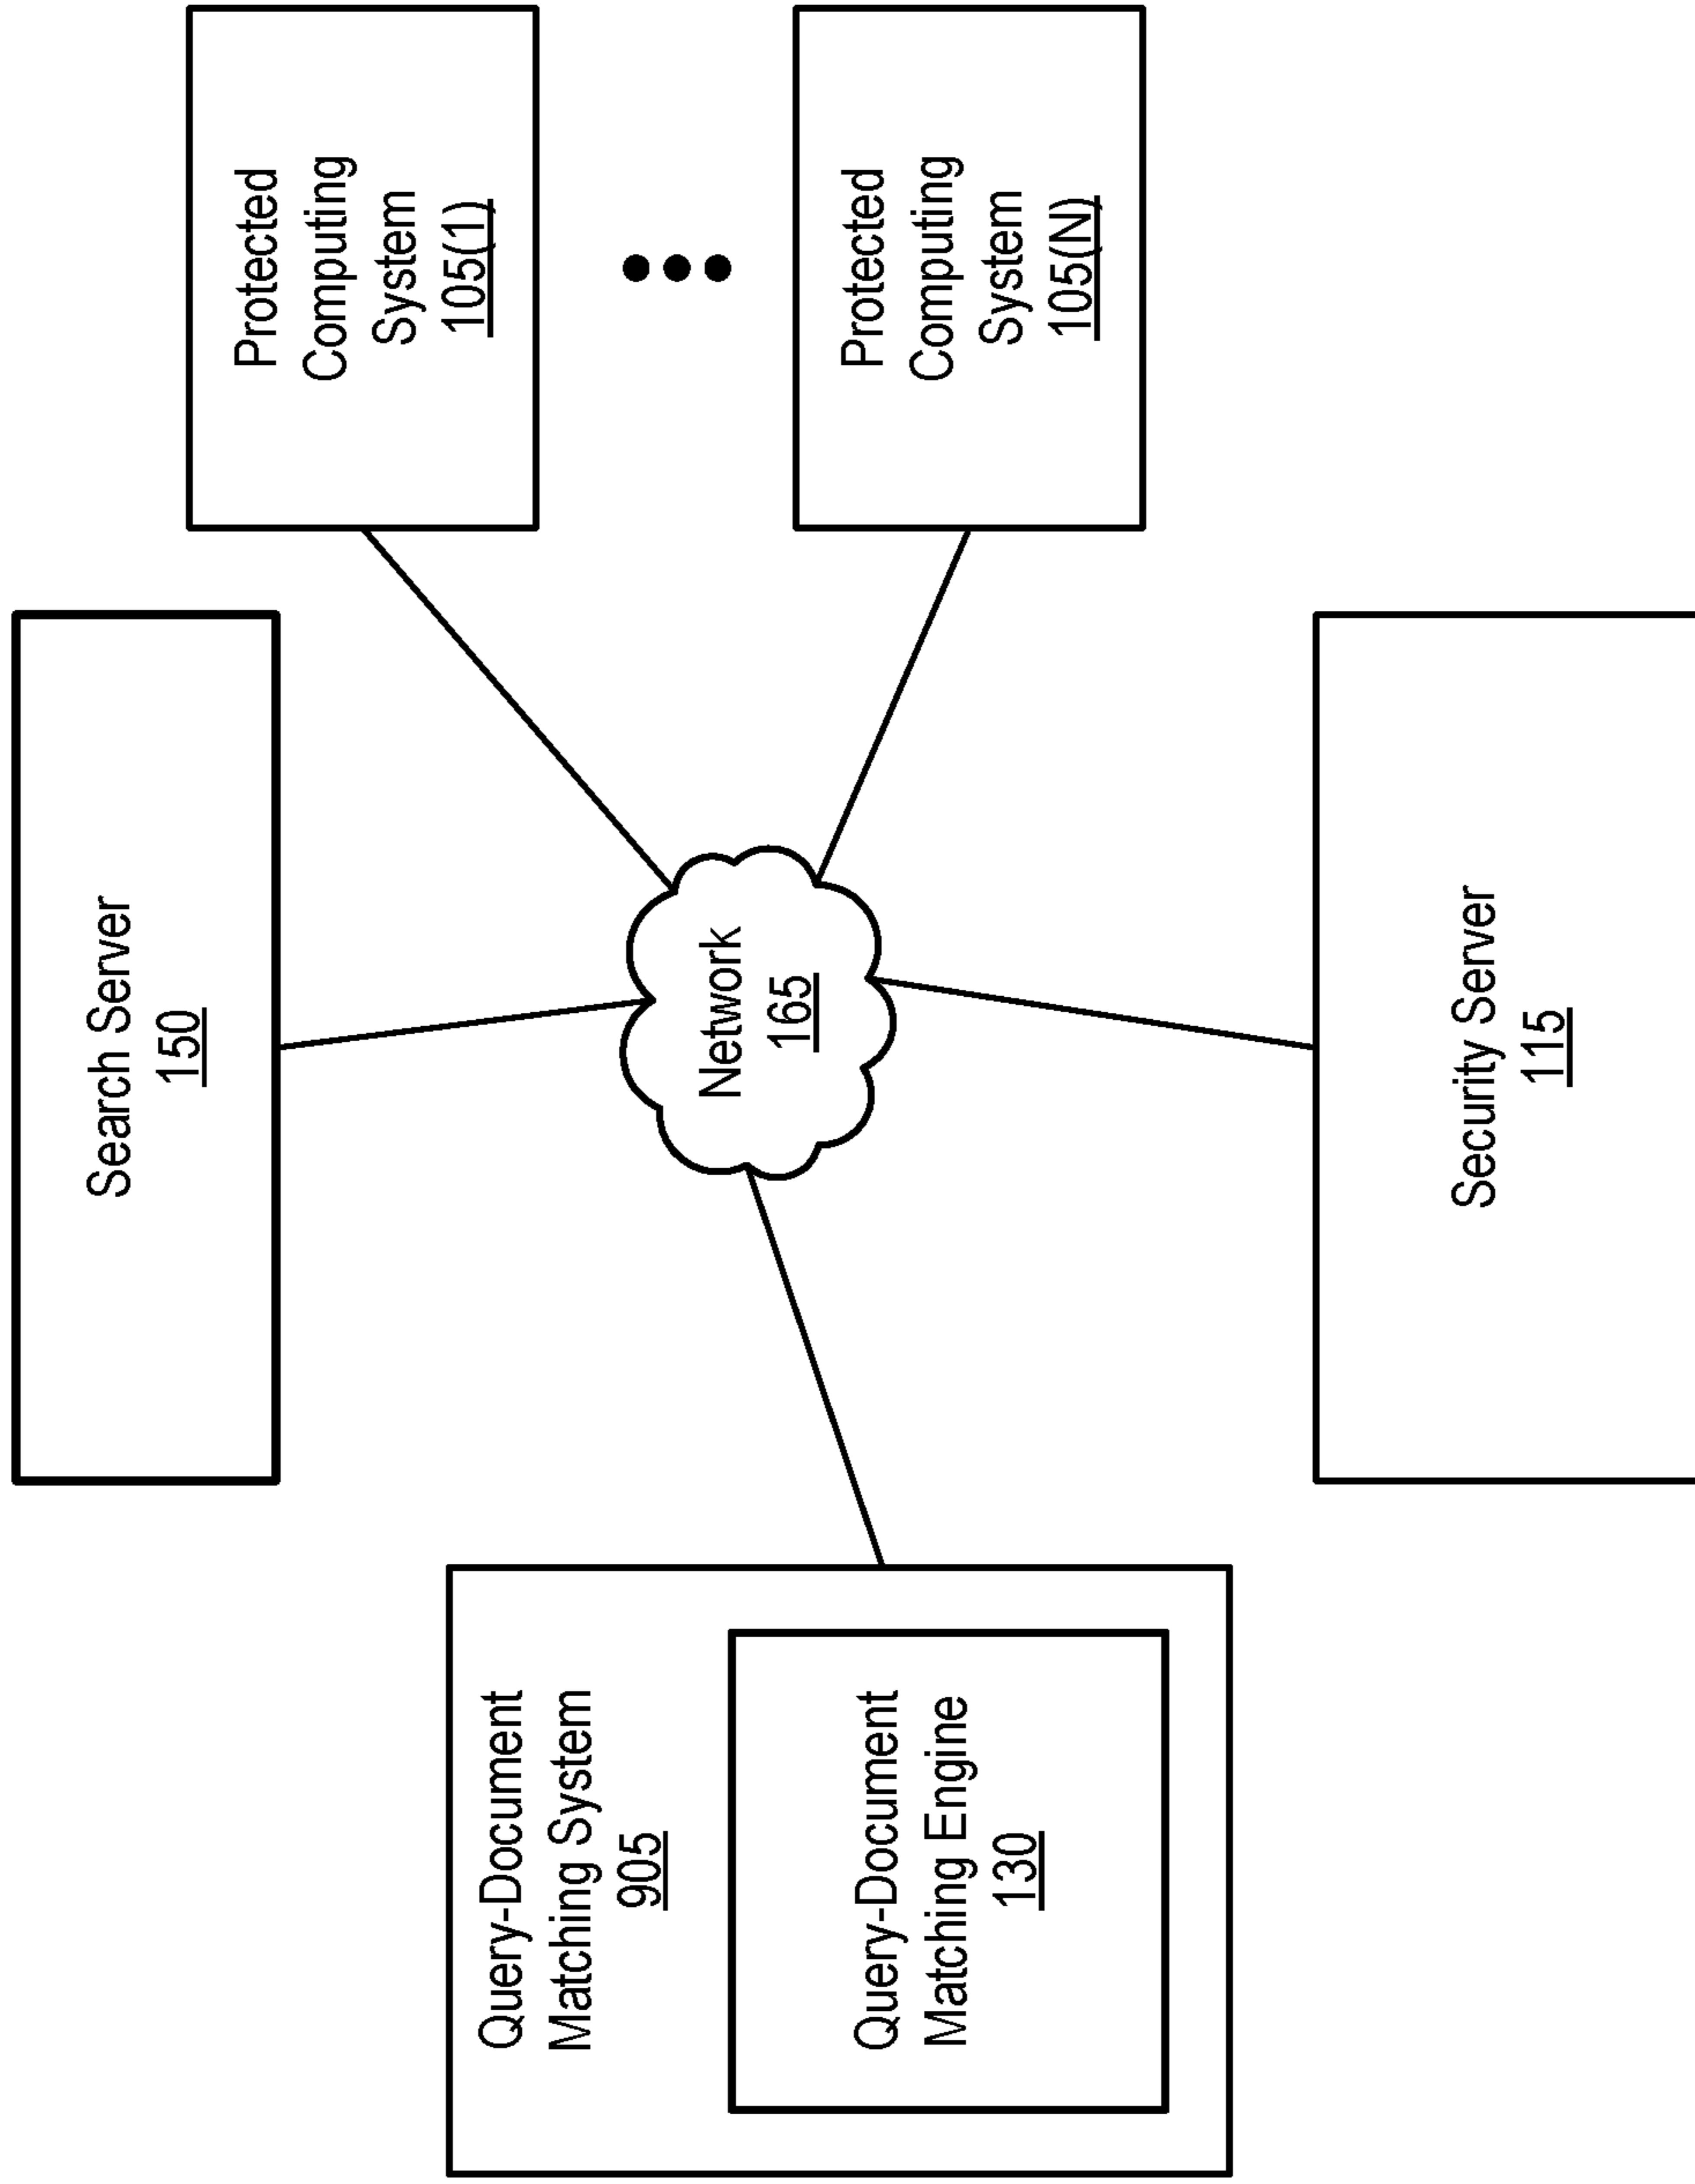 Search Server
150
Query-Document
Matching System
905
Query-Document
Matching Engine
130
Network
165
Protected
Computing
System
105(1)
Protected
Computing
System
105(N)
Security Server
115